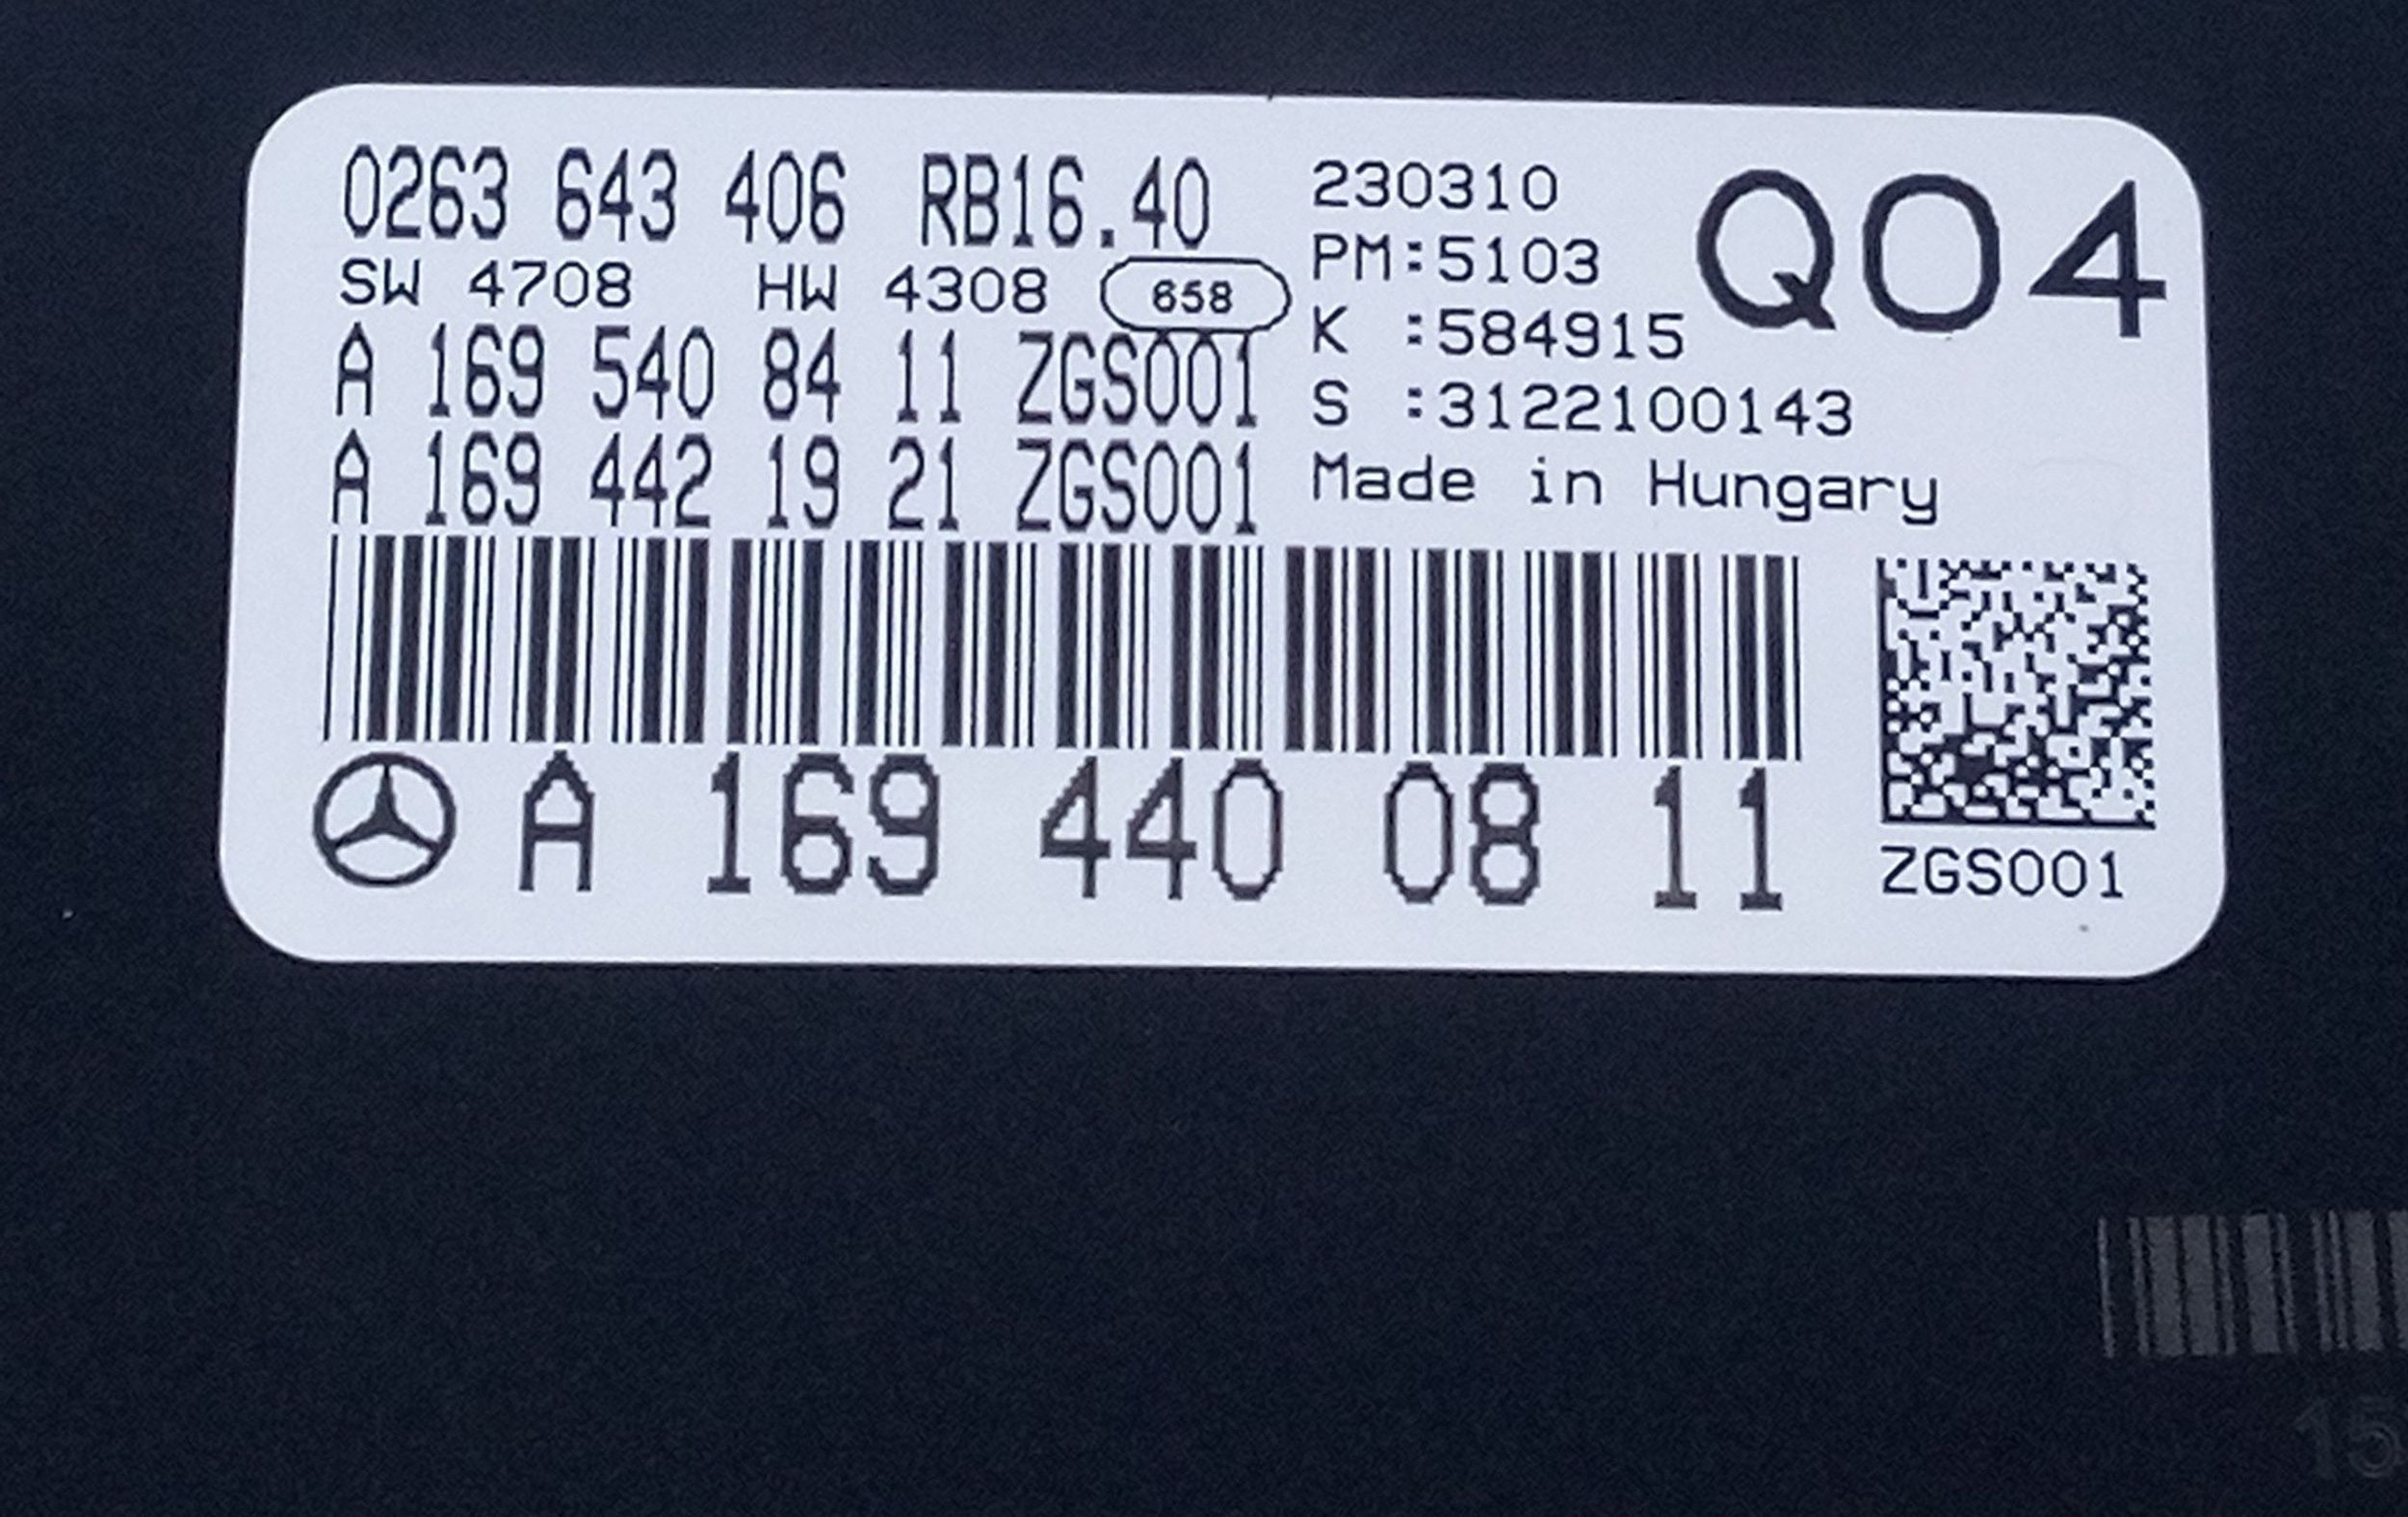 0263 643 406 RB16.40
SW 4708 HW 4308 658
A 169 540 84 11 ZGS001
A 169 442 19 21 ZGS001
230310
PM:5103
K :584915
S :3122100143
Made in Hungary
Q04
A 169 440 08 11
ZGS001
15